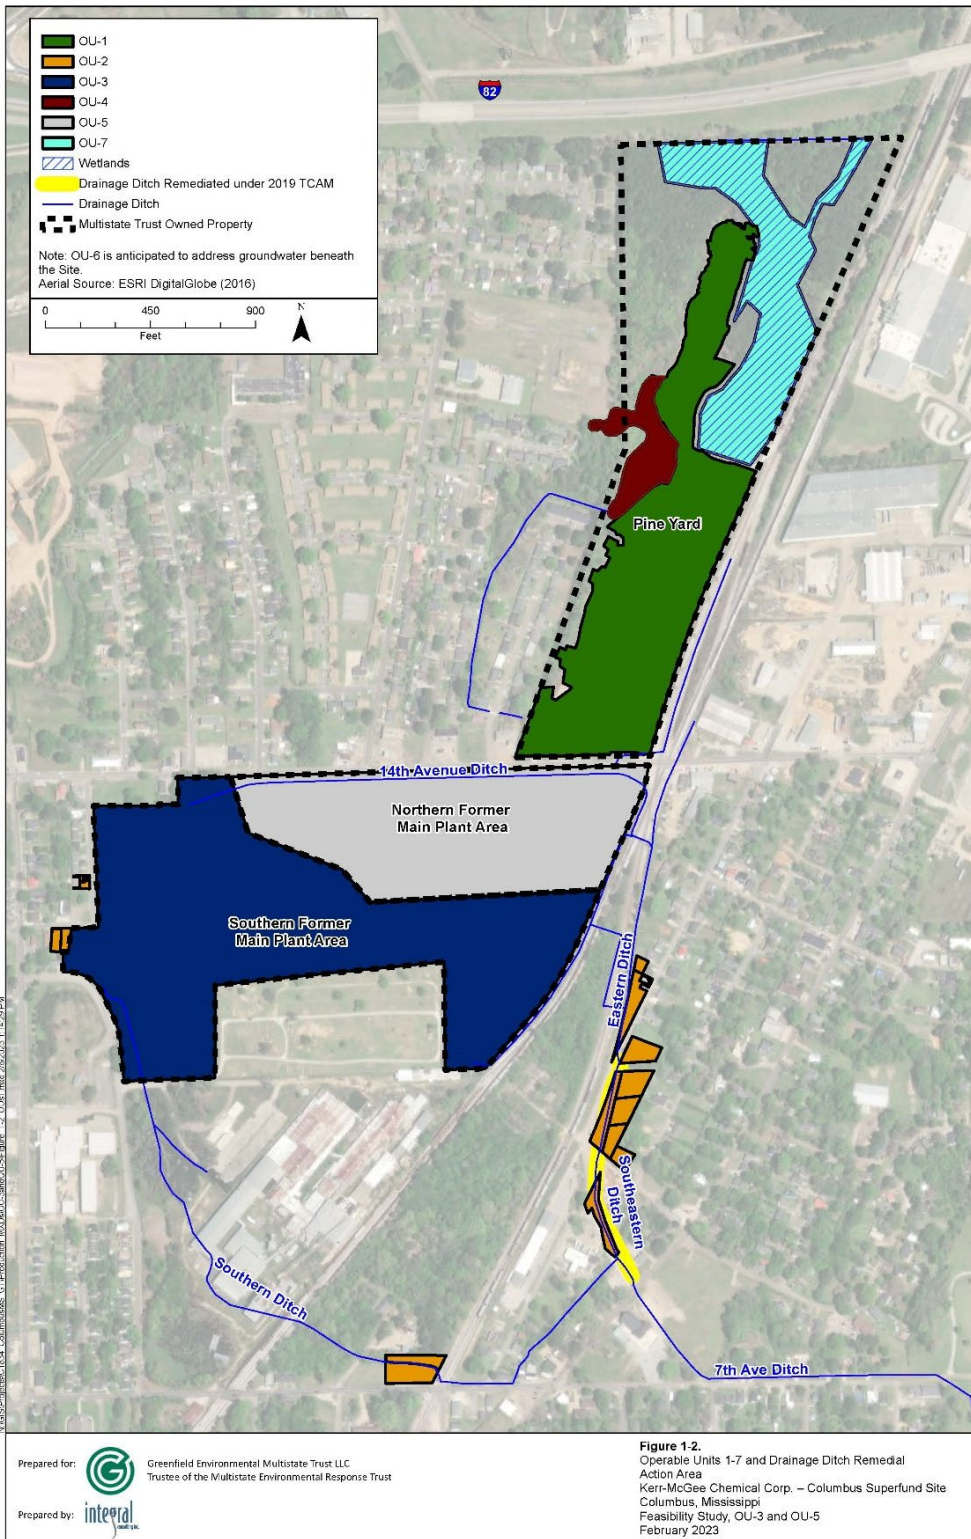 OU-1
OU-2
OU-3
OU-4
OU-5
OU-7
Wetlands
Drainage Ditch Remediated under 2019 TCAM
Drainage Ditch
Multistate Trust Owned Property
Note: OU-6 is anticipated to address groundwater beneath
the Site.
Aerial Source: ESRI DigitalGlobe (2016)
0 450 900
Feet
N
82
Pine Yard
14th Avenue Ditch
Northern Former
Main Plant Area
Southern Former
Main Plant Area
Eastern Ditch
Southeastern
Ditch
Southern Ditch
7th Ave Ditch
Prepared for:
Greenfield Environmental Multistate Trust LLC
Trustee of the Multistate Environmental Response Trust
Prepared by:
integral
Figure 1-2.
Operable Units 1-7 and Drainage Ditch Remedial
Action Area
Kerr-McGee Chemical Corp. – Columbus Superfund Site
Columbus, Mississippi
Feasibility Study, OU-3 and OU-5
February 2023